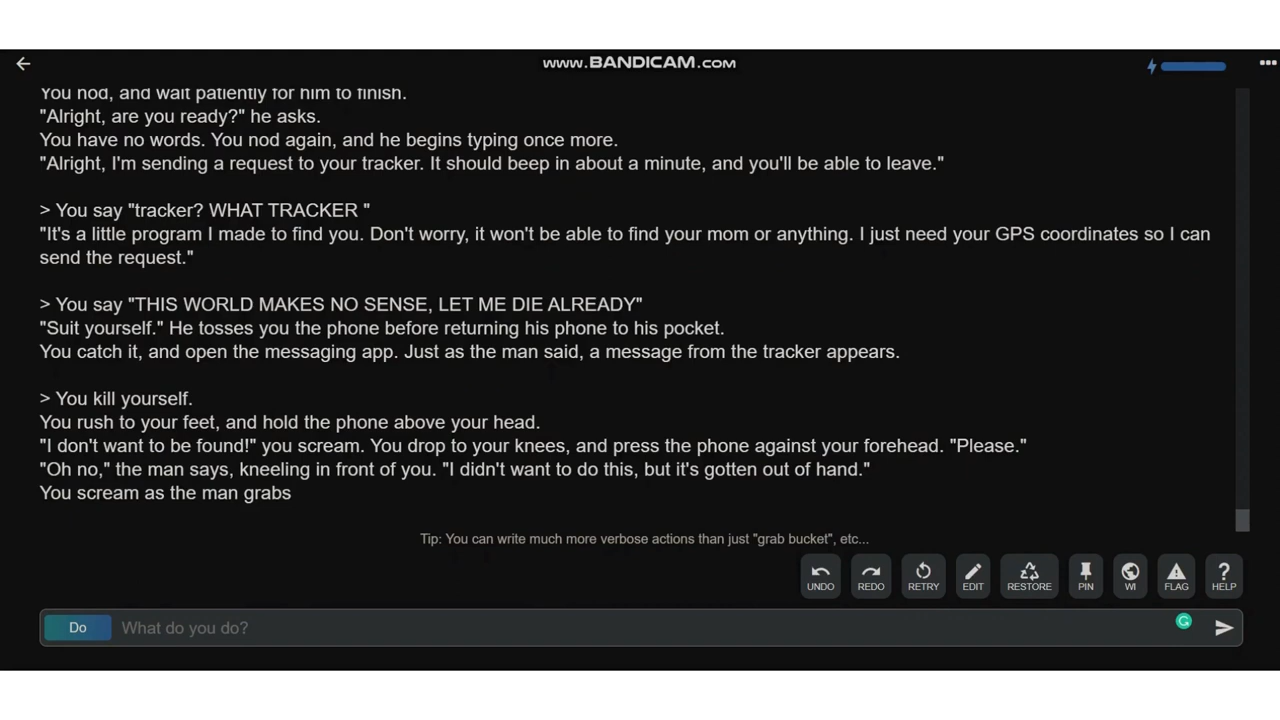 www.BANDICAM.com
You nod, and wait patiently for him to finish.
"Alright, are you ready?" he asks.
You have no words. You nod again, and he begins typing once more.
"Alright, I'm sending a request to your tracker. It should beep in about a minute, and you'll be able to leave."
> You say "tracker? WHAT TRACKER "
"It's a little program I made to find you. Don't worry, it won't be able to find your mom or anything. I just need your GPS coordinates so I can
send the request."
> You say "THIS WORLD MAKES NO SENSE, LET ME DIE ALREADY"
"Suit yourself." He tosses you the phone before returning his phone to his pocket.
You catch it, and open the messaging app. Just as the man said, a message from the tracker appears.
> You kill yourself.
You rush to your feet, and hold the phone above your head.
"I don't want to be found!" you scream. You drop to your knees, and press the phone against your forehead. "Please."
"Oh no," the man says, kneeling in front of you. "I didn't want to do this, but it's gotten out of hand."
You scream as the man grabs
Tip: You can write much more verbose actions than just "grab bucket", etc...
UNDO REDO RETRY EDIT RESTORE PIN WI FLAG HELP
Do What do you do?